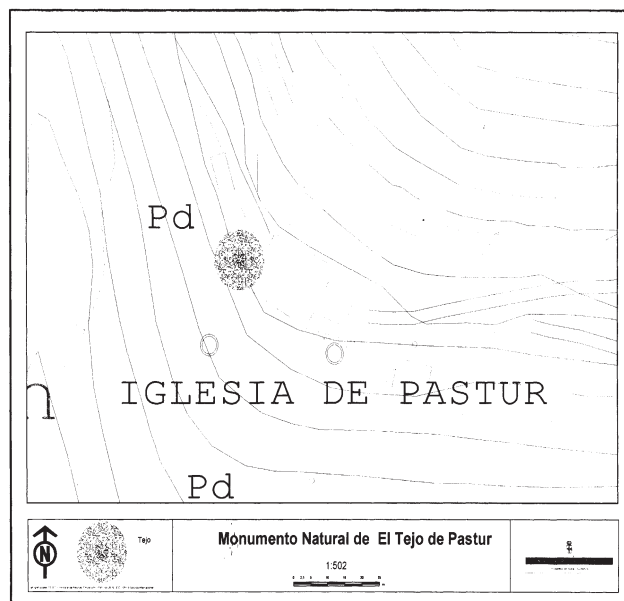 Pd
n
IGLESIA DE PASTUR
Pd
N
Tejo
Monumento Natural de El Tejo de Pastur
1:502